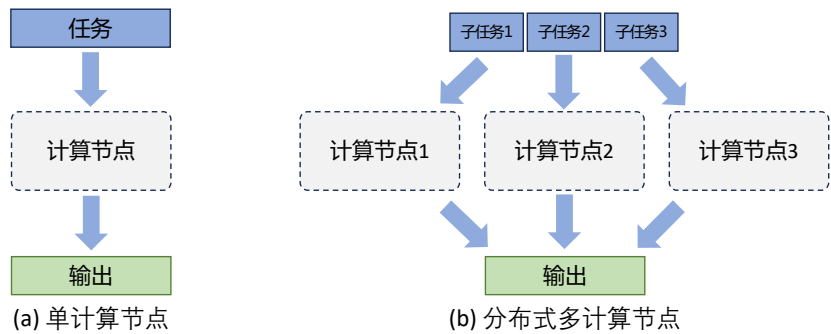 任务
计算节点
输出
(a) 单计算节点
子任务1 子任务2 子任务3
计算节点1 计算节点2 计算节点3
输出
(b) 分布式多计算节点